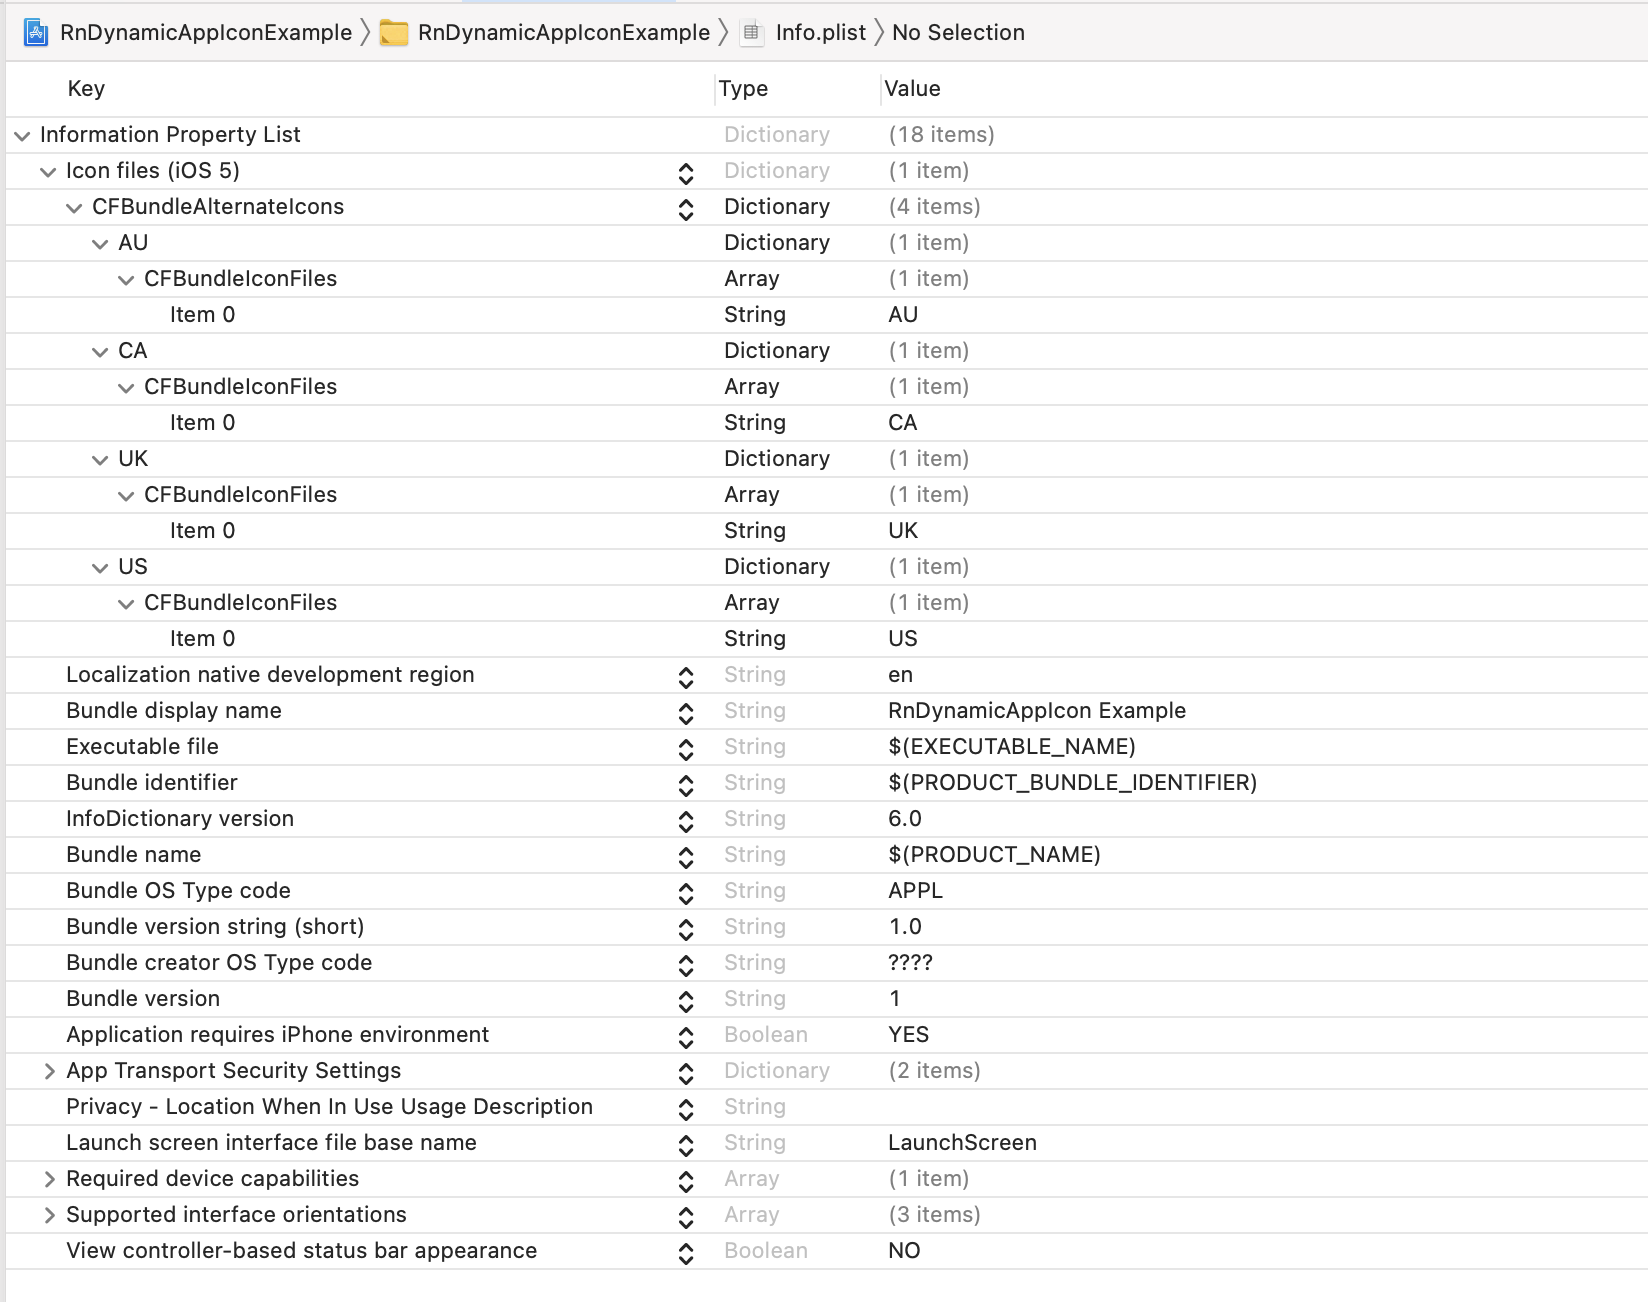 RnDynamicAppIconExample RnDynamicAppIconExample Info.plist No Selection
Key Type Value
Information Property List Dictionary (18 items)
Icon files (iOS 5) Dictionary (1 item)
CFBundleAlternateIcons Dictionary (4 items)
AU Dictionary (1 item)
CFBundleIconFiles Array (1 item)
Item 0 String AU
CA Dictionary (1 item)
CFBundleIconFiles Array (1 item)
Item 0 String CA
UK Dictionary (1 item)
CFBundleIconFiles Array (1 item)
Item 0 String UK
US Dictionary (1 item)
CFBundleIconFiles Array (1 item)
Item 0 String US
Localization native development region String en
Bundle display name String RnDynamicAppIcon Example
Executable file String $(EXECUTABLE_NAME)
Bundle identifier String $(PRODUCT_BUNDLE_IDENTIFIER)
InfoDictionary version String 6.0
Bundle name String $(PRODUCT_NAME)
Bundle OS Type code String APPL
Bundle version string (short) String 1.0
Bundle creator OS Type code String ????
Bundle version String 1
Application requires iPhone environment Boolean YES
App Transport Security Settings Dictionary (2 items)
Privacy - Location When In Use Usage Description String
Launch screen interface file base name String LaunchScreen
Required device capabilities Array (1 item)
Supported interface orientations Array (3 items)
View controller-based status bar appearance Boolean NO